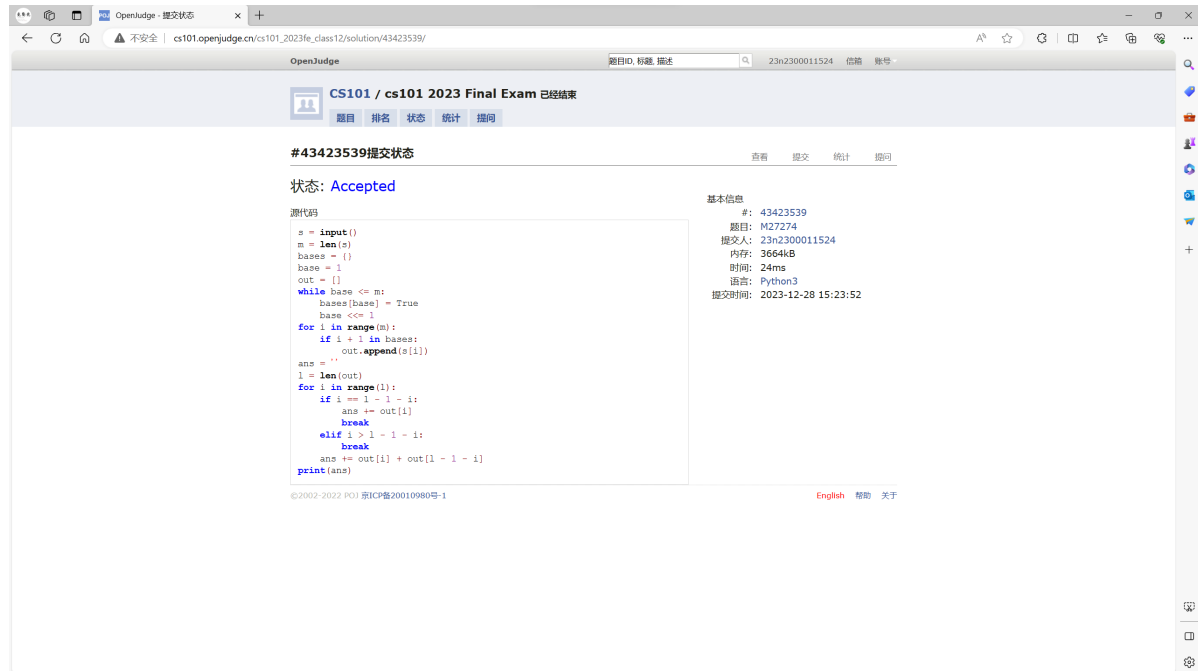 OpenJudge - 提交状态
不安全 | cs101.openjudge.cn/cs101_2023fe_class12/solution/43423539/
OpenJudge 题目ID, 标题, 描述 23n2300011524 信箱 账号
CS101 / cs101 2023 Final Exam 已经结束
题目 排名 状态 统计 提问
#43423539提交状态 查看 提交 统计 提问
状态: Accepted
源代码
s = input()
m = len(s)
bases = {}
base = 1
out = []
while base <= m:
    bases[base] = True
    base <<= 1
for i in range(m):
    if i + 1 in bases:
        out.append(s[i])
ans = ''
l = len(out)
for i in range(l):
    if i == l - 1 - i:
        ans += out[i]
        break
    elif i > l - 1 - i:
        break
    ans += out[i] + out[l - 1 - i]
print(ans)
基本信息
#: 43423539
题目: M27274
提交人: 23n2300011524
内存: 3664kB
时间: 24ms
语言: Python3
提交时间: 2023-12-28 15:23:52
©2002-2022 POJ 京ICP备20010980号-1 English 帮助 关于